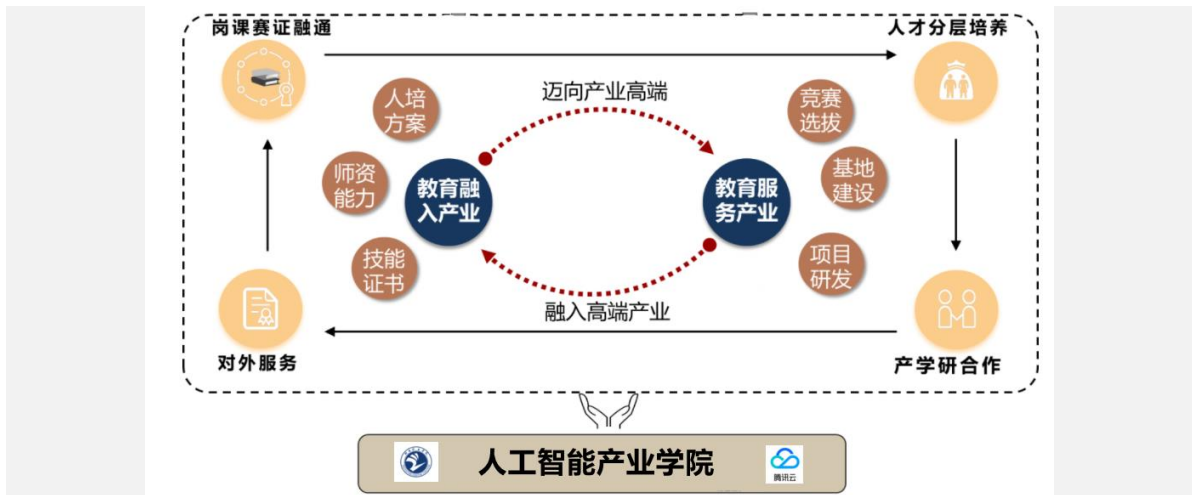 岗课赛证融通
人才分层培养
人培
方案
迈向产业高端
竞赛
选拔
师资
能力
教育融
入产业
教育服
务产业
基地
建设
技能
证书
项目
研发
融入高端产业
对外服务
产学研合作
人工智能产业学院
腾讯云